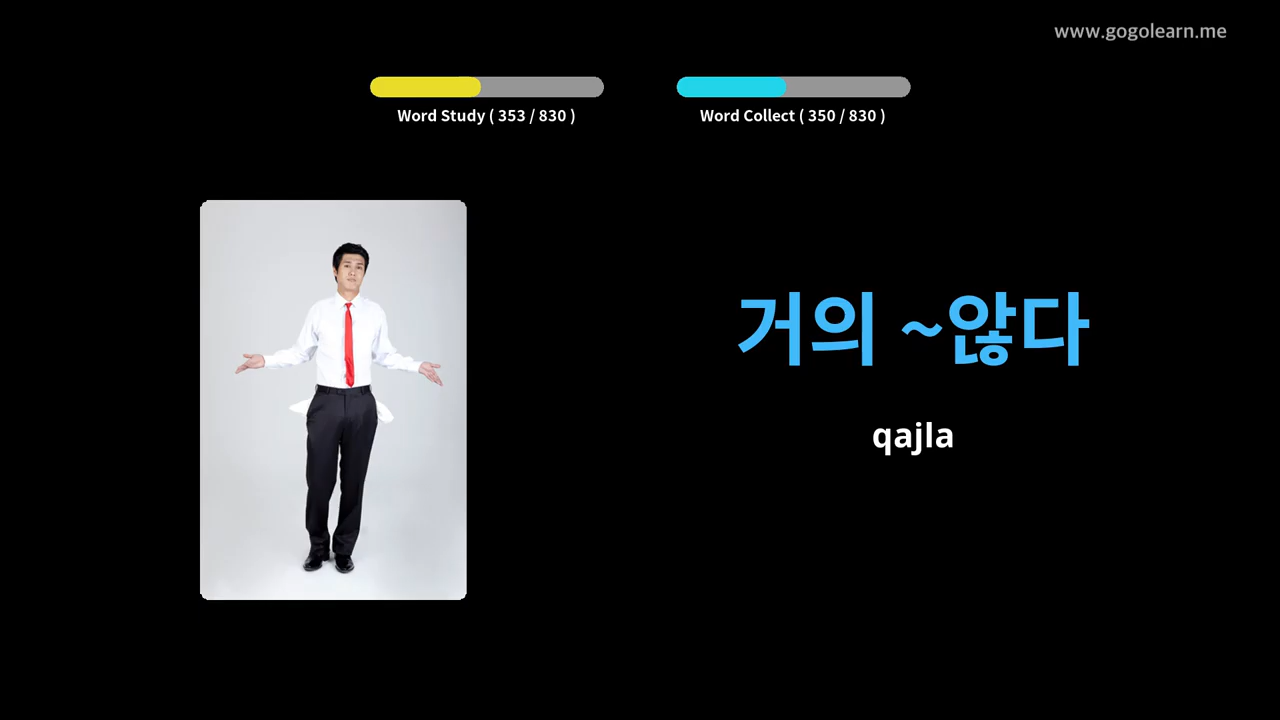 www.gogolearn.me
Word Study ( 353 / 830 )
Word Collect ( 350 / 830 )
거의 ~않다
qajla